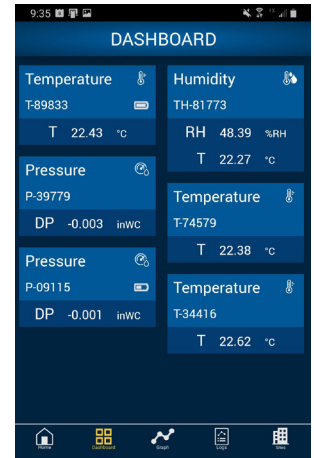 9:35
DASHBOARD
Temperature
T-89833
T 22.43 °C
Pressure
P-39779
DP -0.003 inWC
Pressure
P-09115
DP -0.001 inWC
Humidity
TH-81773
RH 48.39 %RH
T 22.27 °C
Temperature
T-74579
T 22.38 °C
Temperature
T-34416
T 22.62 °C
Home Dashboard Graph Logs Sites